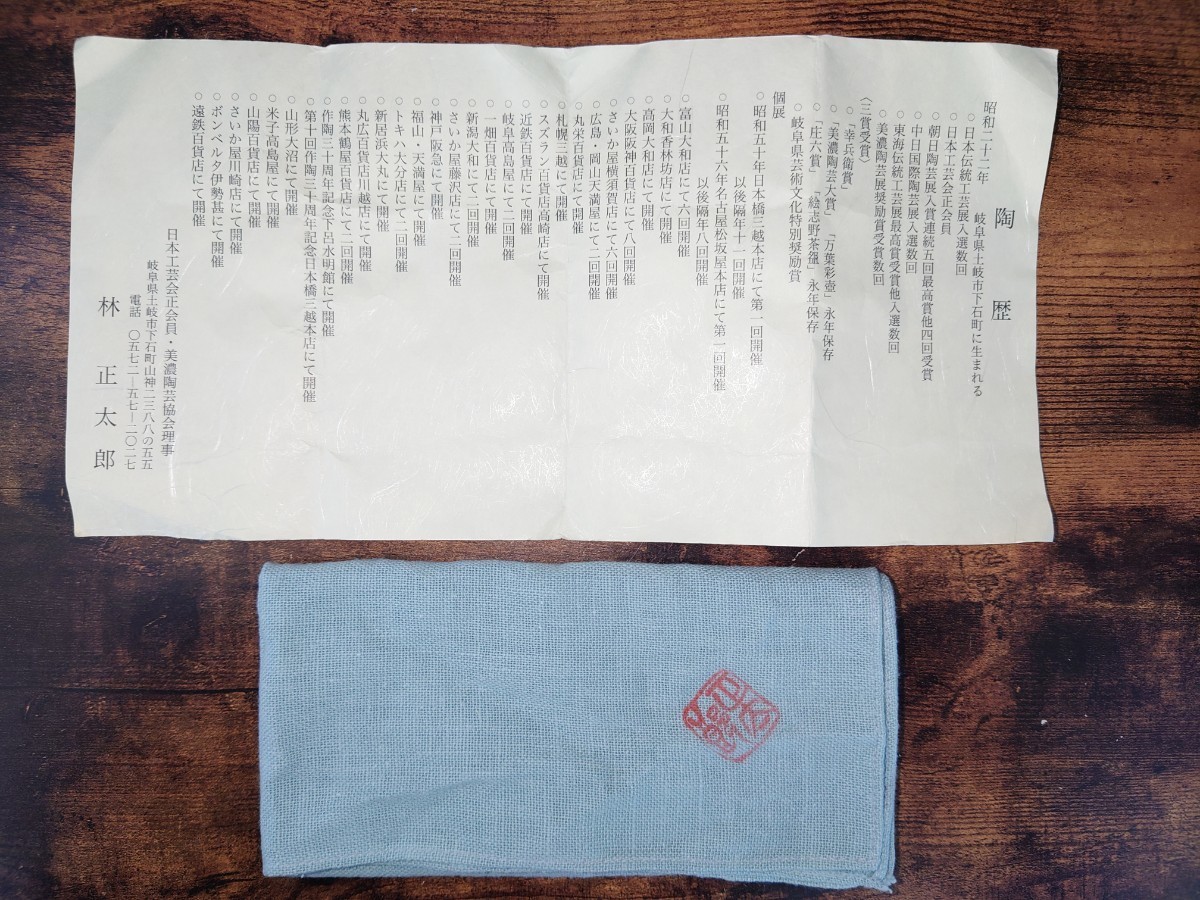 陶歴
昭和二十二年 岐阜県土岐市下石町に生まれる
○日本伝統工芸展入選数回
○日本工芸会正会員
○朝日陶芸展入賞連続五回最高賞他四回受賞
○中日国際陶芸展入選数回
○東海伝統工芸展最高賞受賞他入選数回
○美濃陶芸展奨励賞受賞数回
〈三賞受賞〉
○「幸兵衛賞」
○「美濃陶芸大賞」「万葉彩壺」永年保存
○「庄六賞」「絵志野茶盌」永年保存
○岐阜県芸術文化特別奨励賞
個展
○昭和五十年日本橋三越本店にて第一回開催
以後隔年十一回開催
○昭和五十六年名古屋松坂屋本店にて第一回開催
以後隔年八回開催
○富山大和店にて六回開催
○大和香林坊店にて開催
○高岡大和店にて開催
○大阪阪神百貨店にて八回開催
○さいか屋横須賀店にて六回開催
○広島・岡山天満屋にて二回開催
○丸栄百貨店にて開催
○札幌三越にて開催
○スズラン百貨店高崎店にて開催
○近鉄百貨店にて開催
○岐阜高島屋にて二回開催
○一畑百貨店にて開催
○新潟大和にて二回開催
○さいか屋藤沢店にて二回開催
○神戸阪急にて開催
○福山・天満屋にて開催
○トキハ大分店にて二回開催
○新居浜大丸にて開催
○丸広百貨店川越店にて開催
○熊本鶴屋百貨店にて二回開催
○作陶三十周年記念下呂水明館にて開催
○第十回作陶三十周年記念日本橋三越本店にて開催
○山形大沼にて開催
○米子高島屋にて開催
○山陽百貨店にて開催
○さいか屋川崎店にて開催
○ボンベルタ伊勢甚にて開催
○遠鉄百貨店にて開催
日本工芸会正会員・美濃陶芸協会理事
岐阜県土岐市下石町山神二三八八の五五
電話 〇五七二―五七―二〇二七
林正太郎